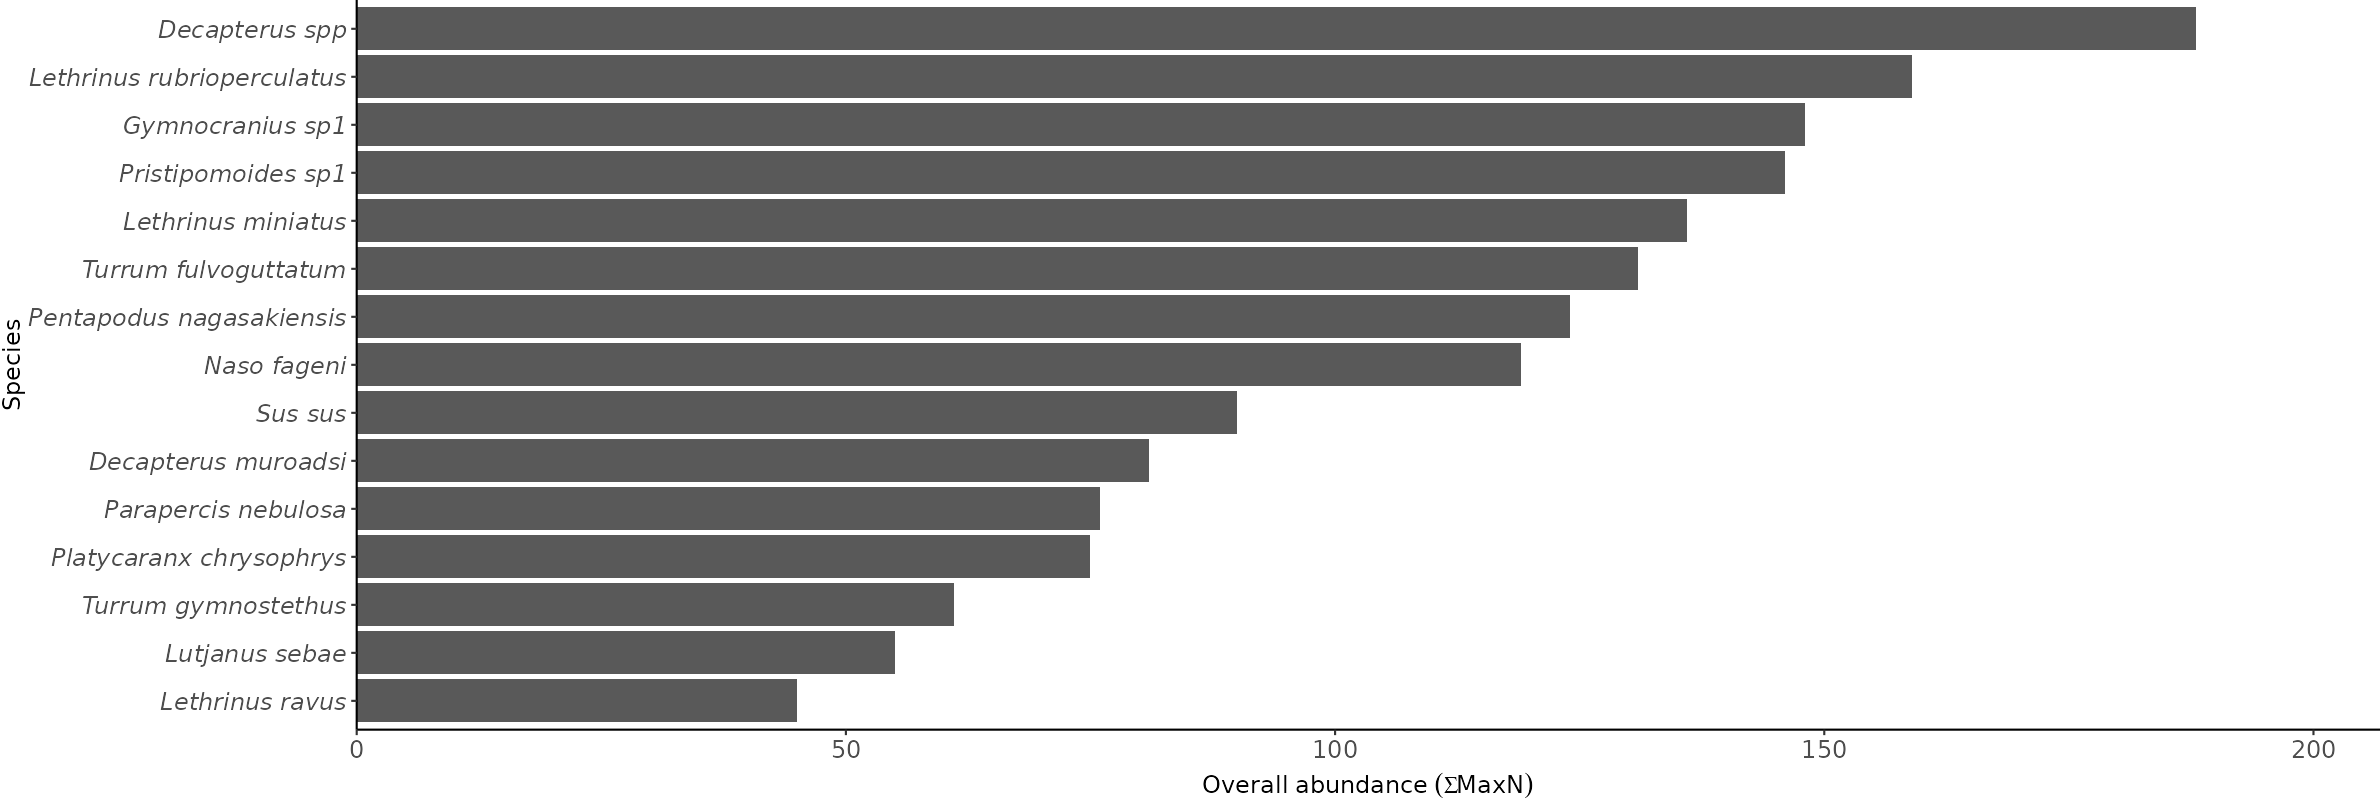 Decapterus spp
Lethrinus rubrioperculatus
Gymnocranius sp1
Pristipomoides sp1
Lethrinus miniatus
Turrum fulvoguttatum
Pentapodus nagasakiensis
Naso fageni
Sus sus
Decapterus muroadsi
Parapercis nebulosa
Platycaranx chrysophrys
Turrum gymnostethus
Lutjanus sebae
Lethrinus ravus
Species
0 50 100 150 200
Overall abundance (ΣMaxN)